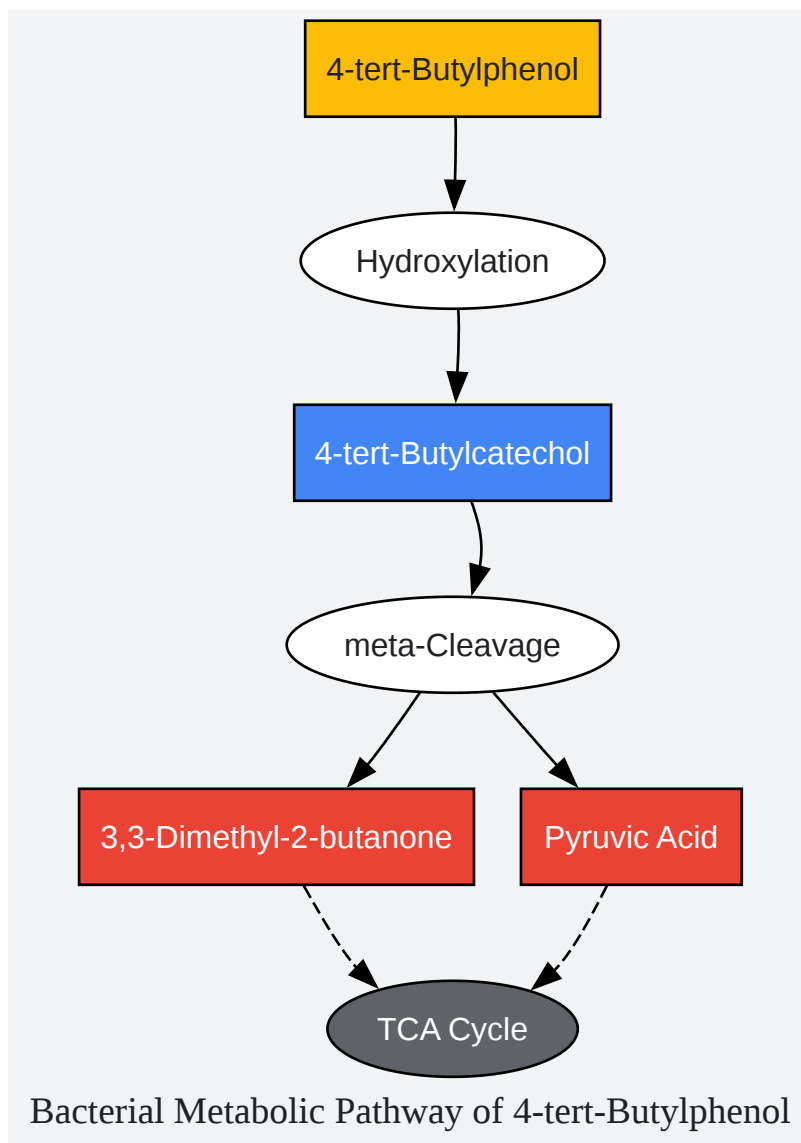 4-tert-Butylphenol
Hydroxylation
4-tert-Butylcatechol
meta-Cleavage
3,3-Dimethyl-2-butanone
Pyruvic Acid
TCA Cycle
Bacterial Metabolic Pathway of 4-tert-Butylphenol